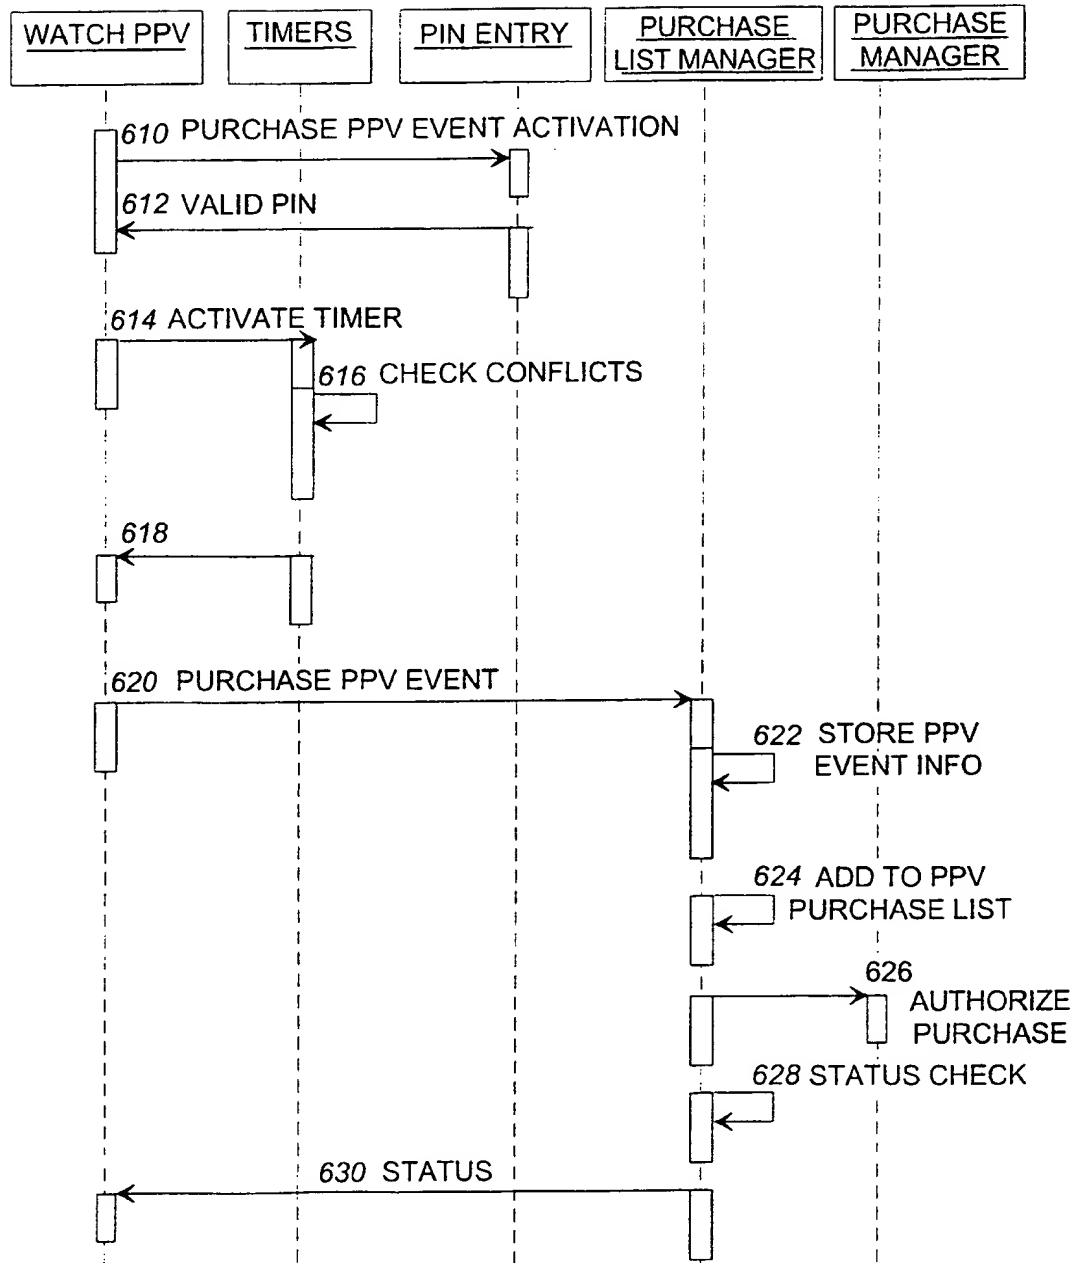 WATCH PPV
TIMERS
PIN ENTRY
PURCHASE
LIST MANAGER
PURCHASE
MANAGER
610 PURCHASE PPV EVENT ACTIVATION
612 VALID PIN
614 ACTIVATE TIMER
616 CHECK CONFLICTS
618
620 PURCHASE PPV EVENT
622 STORE PPV
EVENT INFO
624 ADD TO PPV
PURCHASE LIST
626
AUTHORIZE
PURCHASE
628 STATUS CHECK
630 STATUS